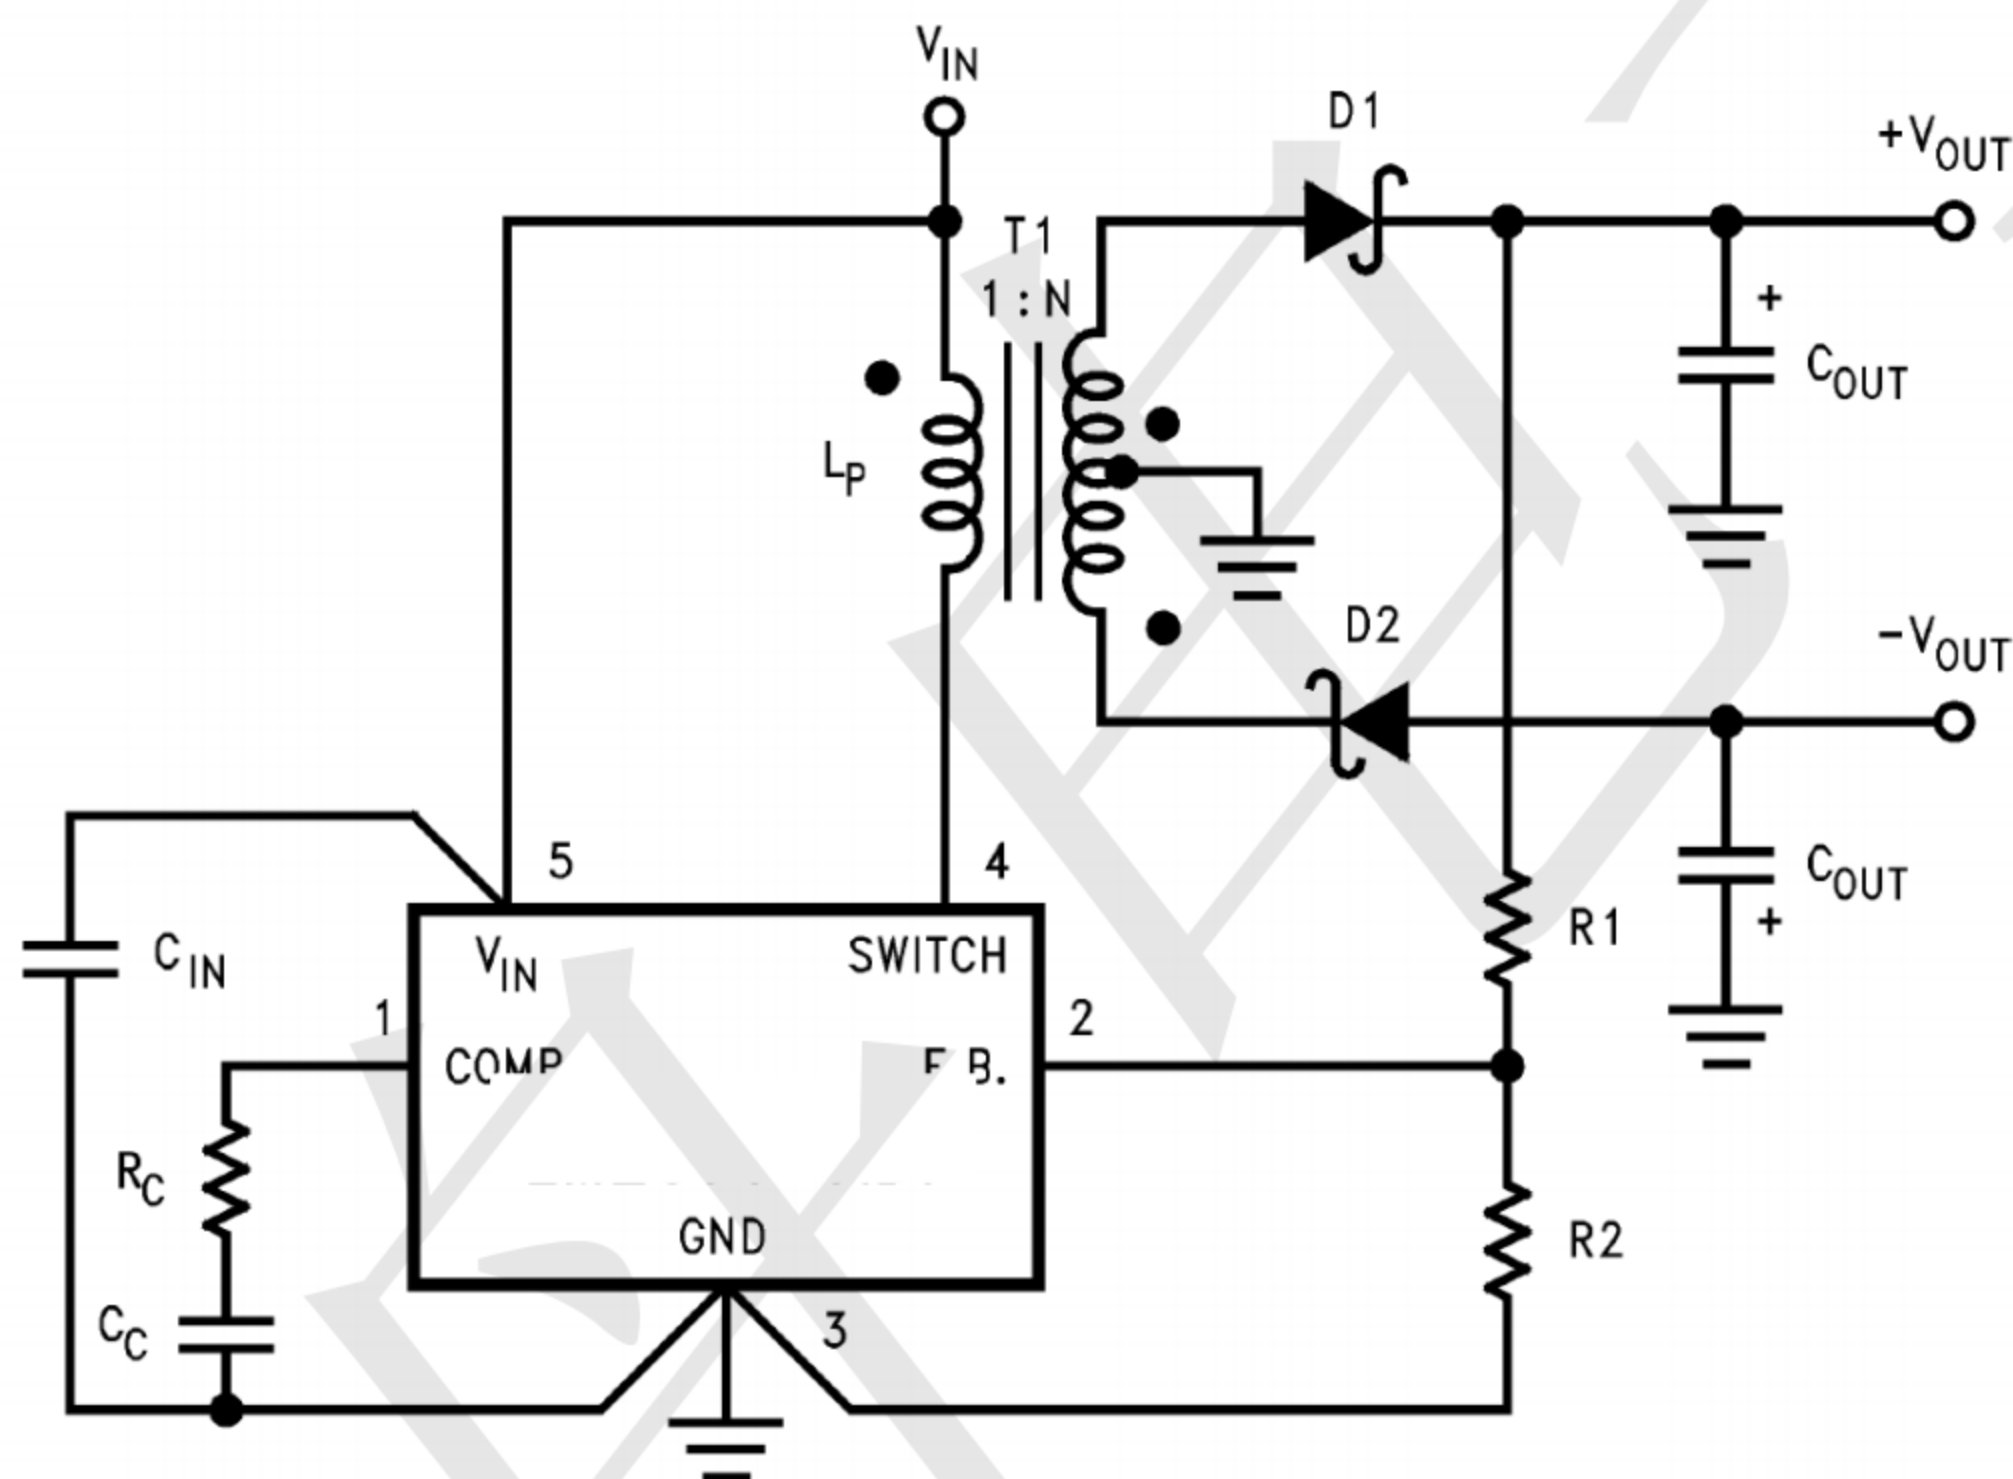 VIN
D1
+VOUT
T1
1:N
+
COUT
LP
D2
-VOUT
5
4
COUT
+
R1
CIN
VIN
SWITCH
1
2
COMP
F.B.
RC
GND
R2
CC
3